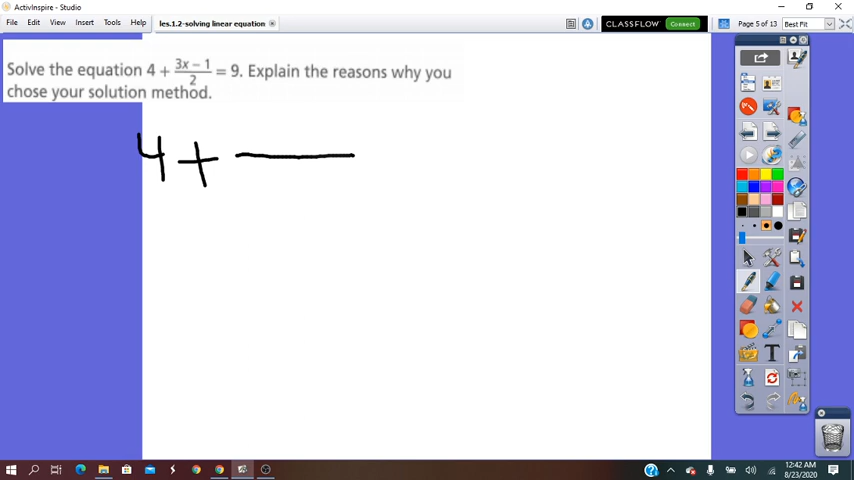 ActivInspire - Studio
File Edit View Insert Tools Help
les.1.2-solving linear equation
CLASSFLOW Connect
Page 5 of 13
Best Fit
Solve the equation 4 + (3x − 1)/2 = 9. Explain the reasons why you
chose your solution method.
4 +
T
12:42 AM
8/23/2020